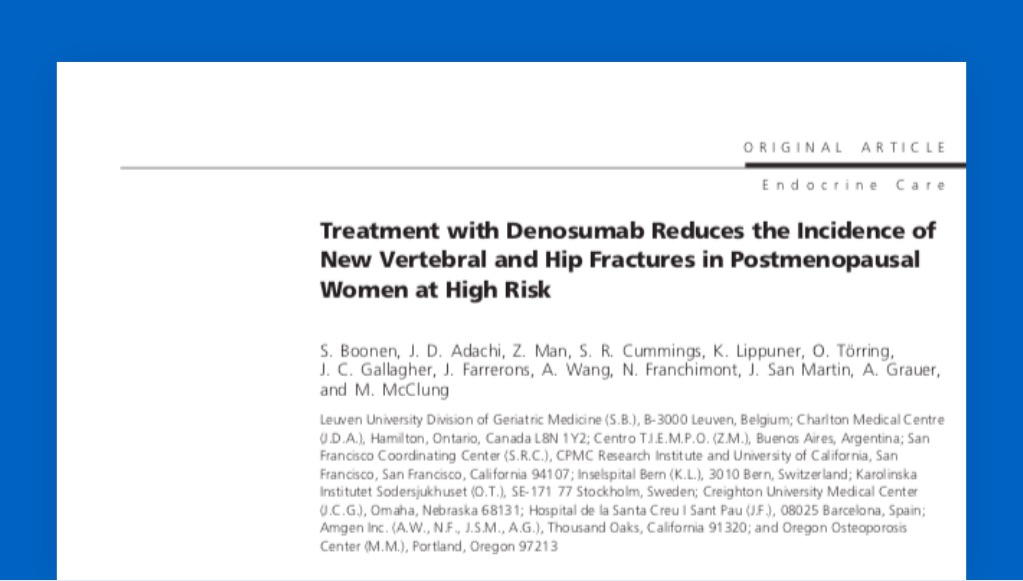 ORIGINAL ARTICLE
Endocrine Care
Treatment with Denosumab Reduces the Incidence of
New Vertebral and Hip Fractures in Postmenopausal
Women at High Risk
S. Boonen, J. D. Adachi, Z. Man, S. R. Cummings, K. Lippuner, O. Törring,
J. C. Gallagher, J. Farrerons, A. Wang, N. Franchimont, J. San Martin, A. Grauer,
and M. McClung
Leuven University Division of Geriatric Medicine (S.B.), B-3000 Leuven, Belgium; Charlton Medical Centre
(J.D.A.), Hamilton, Ontario, Canada L8N 1Y2; Centro T.I.E.M.P.O. (Z.M.), Buenos Aires, Argentina; San
Francisco Coordinating Center (S.R.C.), CPMC Research Institute and University of California, San
Francisco, San Francisco, California 94107; Inselspital Bern (K.L.), 3010 Bern, Switzerland; Karolinska
Institutet Sodersjukhuset (O.T.), SE-171 77 Stockholm, Sweden; Creighton University Medical Center
(J.C.G.), Omaha, Nebraska 68131; Hospital de la Santa Creu I Sant Pau (J.F.), 08025 Barcelona, Spain;
Amgen Inc. (A.W., N.F., J.S.M., A.G.), Thousand Oaks, California 91320; and Oregon Osteoporosis
Center (M.M.), Portland, Oregon 97213